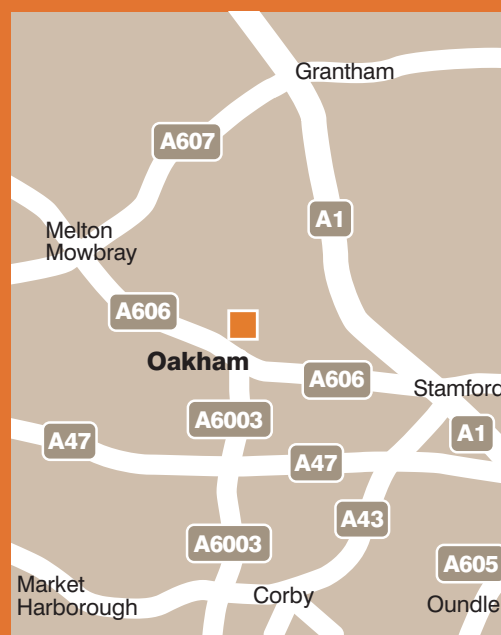 Grantham
A607
A1
Melton
Mowbray
A606
Oakham
A606
Stamford
A6003
A1
A47
A47
A43
A6003
A605
Market
Harborough
Corby
Oundle